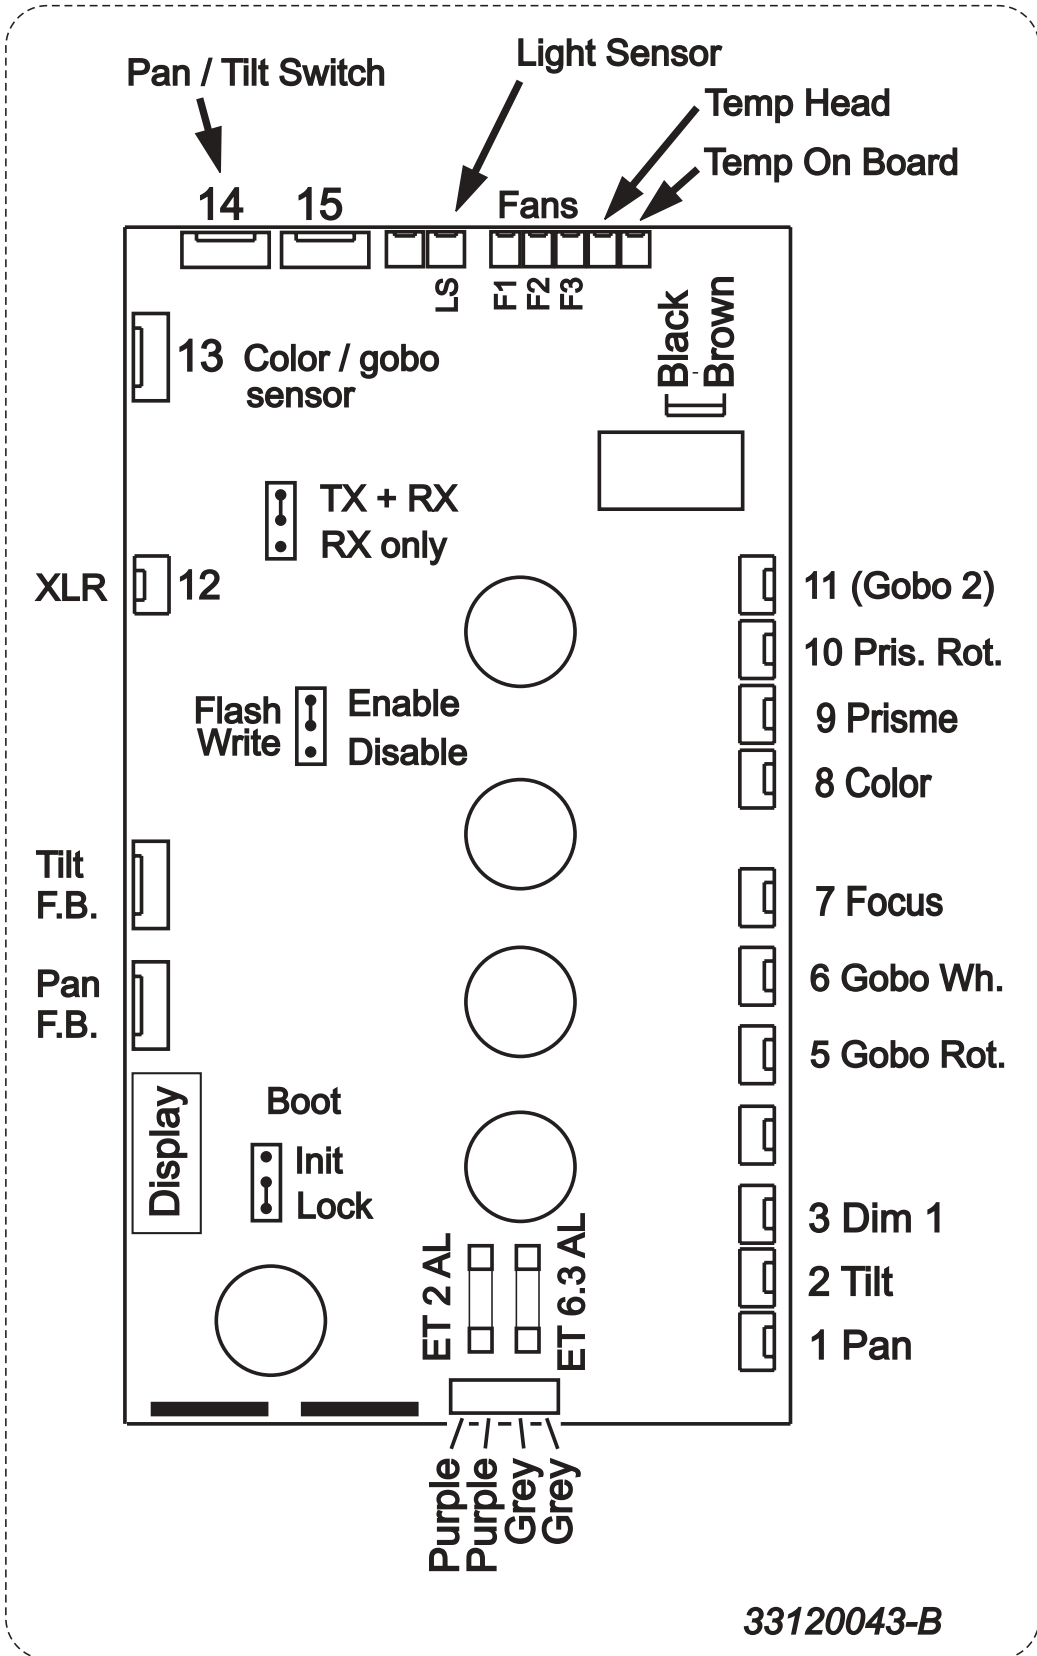 Light Sensor
Pan / Tilt Switch
Temp Head
Temp On Board
14
15
Fans
LS
F1
F2
F3
Black
Brown
13 Color / gobo
sensor
TX + RX
RX only
XLR
12
11 (Gobo 2)
10 Pris. Rot.
Flash
Write
Enable
Disable
9 Prisme
8 Color
Tilt
F.B.
7 Focus
Pan
F.B.
6 Gobo Wh.
5 Gobo Rot.
Display
Boot
Init
Lock
3 Dim 1
2 Tilt
1 Pan
ET 2 AL
ET 6.3 AL
Purple
Purple
Grey
Grey
33120043-B